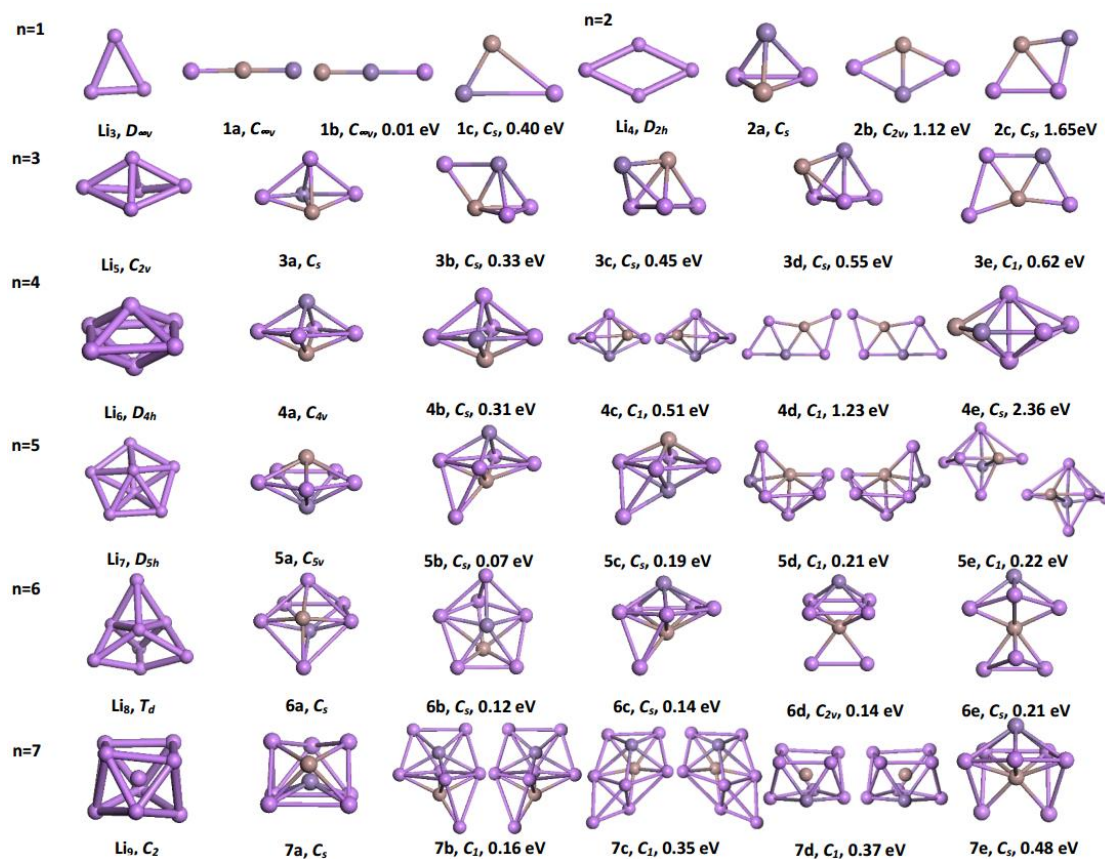 n=1
n=2
Li3, D∞v 1a, C∞v 1b, C∞v, 0.01 eV 1c, Cs, 0.40 eV Li4, D2h 2a, Cs 2b, C2v, 1.12 eV 2c, Cs, 1.65eV
n=3
Li5, C2v 3a, Cs 3b, Cs, 0.33 eV 3c, Cs, 0.45 eV 3d, Cs, 0.55 eV 3e, C1, 0.62 eV
n=4
Li6, D4h 4a, C4v 4b, Cs, 0.31 eV 4c, C1, 0.51 eV 4d, C1, 1.23 eV 4e, Cs, 2.36 eV
n=5
Li7, D5h 5a, C5v 5b, Cs, 0.07 eV 5c, Cs, 0.19 eV 5d, C1, 0.21 eV 5e, C1, 0.22 eV
n=6
Li8, Td 6a, Cs 6b, Cs, 0.12 eV 6c, Cs, 0.14 eV 6d, C2v, 0.14 eV 6e, Cs, 0.21 eV
n=7
Li9, C2 7a, Cs 7b, C1, 0.16 eV 7c, C1, 0.35 eV 7d, C1, 0.37 eV 7e, Cs, 0.48 eV